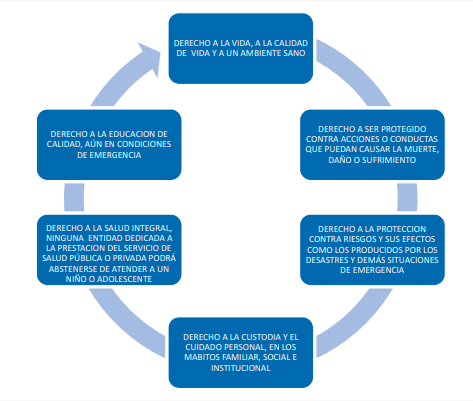 DERECHO A LA VIDA, A LA CALIDAD
DE VIDA Y A UN AMBIENTE SANO
DERECHO A SER PROTEGIDO
CONTRA ACCIONES O CONDUCTAS
QUE PUEDAN CAUSAR LA MUERTE,
DAÑO O SUFRIMIENTO
DERECHO A LA PROTECCION
CONTRA RIESGOS Y SUS EFECTOS
COMO LOS PRODUCIDOS POR LOS
DESASTRES Y DEMÁS SITUACIONES
DE EMERGENCIA
DERECHO A LA CUSTODIA Y EL
CUIDADO PERSONAL, EN LOS
MABITOS FAMILIAR, SOCIAL E
INSTITUCIONAL
DERECHO A LA SALUD INTEGRAL,
NINGUNA ENTIDAD DEDICADA A
LA PRESTACION DEL SERVICIO DE
SALUD PÚBLICA O PRIVADA PODRÁ
ABSTENERSE DE ATENDER A UN
NIÑO O ADOLESCENTE
DERECHO A LA EDUCACION DE
CALIDAD, AÚN EN CONDICIONES
DE EMERGENCIA